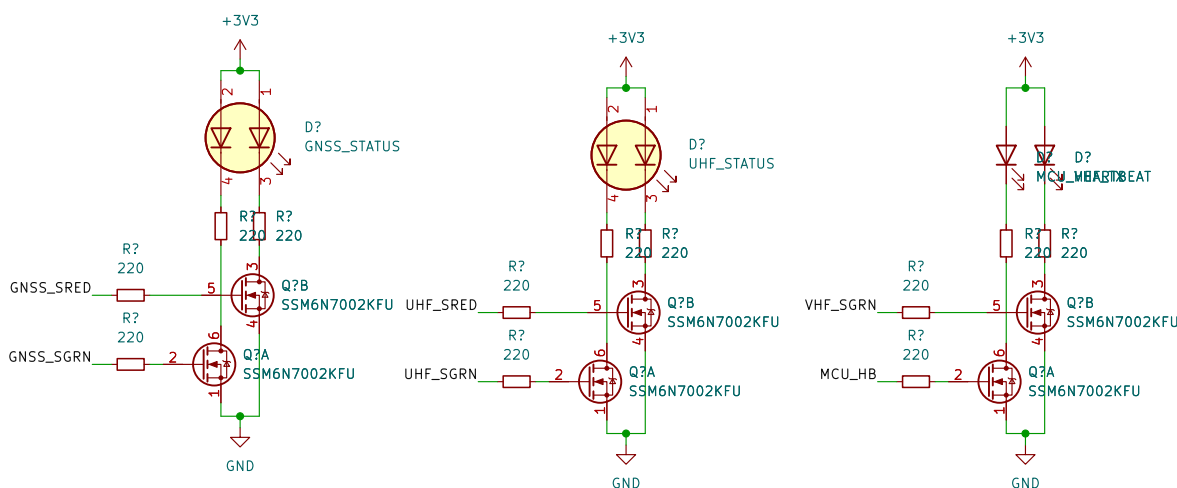 +3V3
2
1
D?
GNSS_STATUS
4
3
R?
220
R?
220
R?
220
GNSS_SRED
5
3
Q?B
SSM6N7002KFU
4
R?
220
GNSS_SGRN
2
6
Q?A
SSM6N7002KFU
1
GND
+3V3
2
1
D?
UHF_STATUS
4
3
R?
220
R?
220
R?
220
UHF_SRED
5
3
Q?B
SSM6N7002KFU
4
R?
220
UHF_SGRN
2
6
Q?A
SSM6N7002KFU
1
GND
+3V3
D?
D?
R?
220
R?
220
R?
220
VHF_SGRN
5
3
Q?B
SSM6N7002KFU
4
R?
220
MCU_HB
2
6
Q?A
SSM6N7002KFU
1
GND